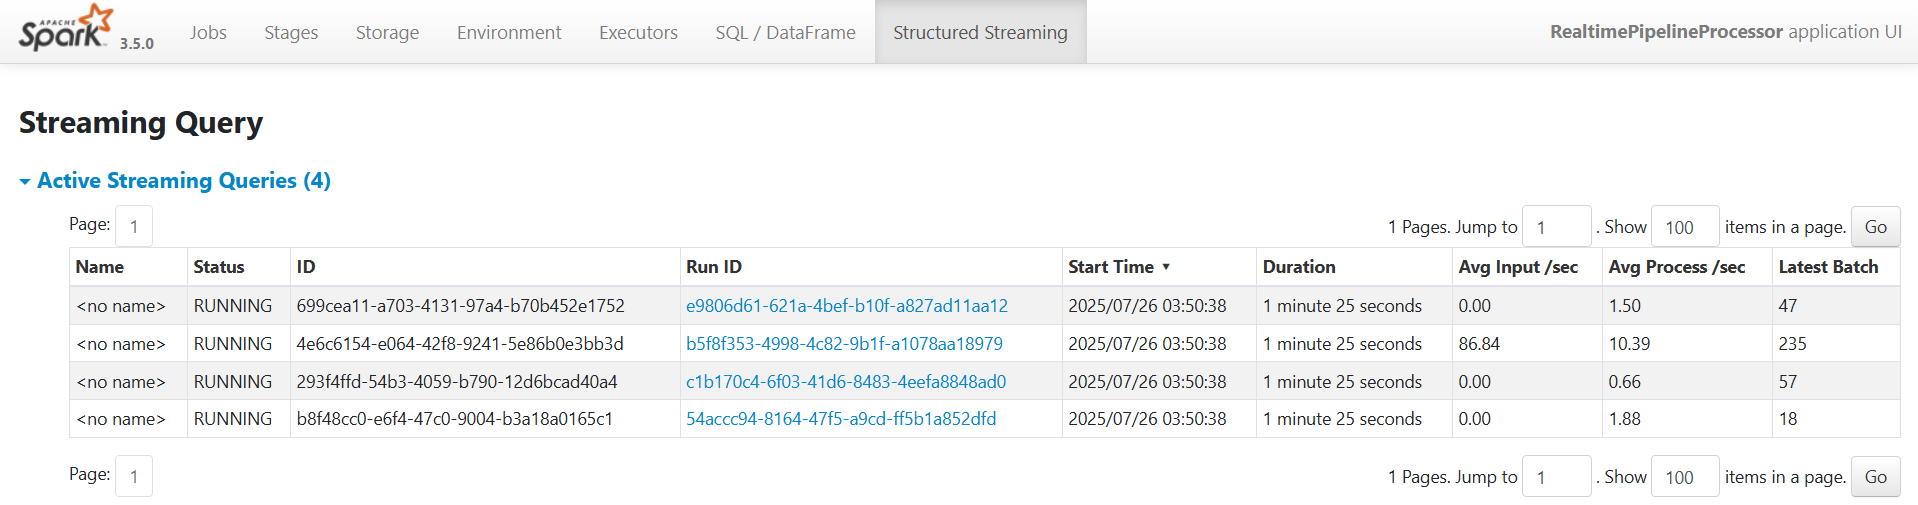 APACHE Spark 3.5.0 Jobs Stages Storage Environment Executors SQL / DataFrame Structured Streaming RealtimePipelineProcessor application UI
Streaming Query
Active Streaming Queries (4)
Page: 1 1 Pages. Jump to 1 . Show 100 items in a page. Go
Name Status ID Run ID Start Time ▾ Duration Avg Input /sec Avg Process /sec Latest Batch
<no name> RUNNING 699cea11-a703-4131-97a4-b70b452e1752 e9806d61-621a-4bef-b10f-a827ad11aa12 2025/07/26 03:50:38 1 minute 25 seconds 0.00 1.50 47
<no name> RUNNING 4e6c6154-e064-42f8-9241-5e86b0e3bb3d b5f8f353-4998-4c82-9b1f-a1078aa18979 2025/07/26 03:50:38 1 minute 25 seconds 86.84 10.39 235
<no name> RUNNING 293f4ffd-54b3-4059-b790-12d6bcad40a4 c1b170c4-6f03-41d6-8483-4eefa8848ad0 2025/07/26 03:50:38 1 minute 25 seconds 0.00 0.66 57
<no name> RUNNING b8f48cc0-e6f4-47c0-9004-b3a18a0165c1 54accc94-8164-47f5-a9cd-ff5b1a852dfd 2025/07/26 03:50:38 1 minute 25 seconds 0.00 1.88 18
Page: 1 1 Pages. Jump to 1 . Show 100 items in a page. Go